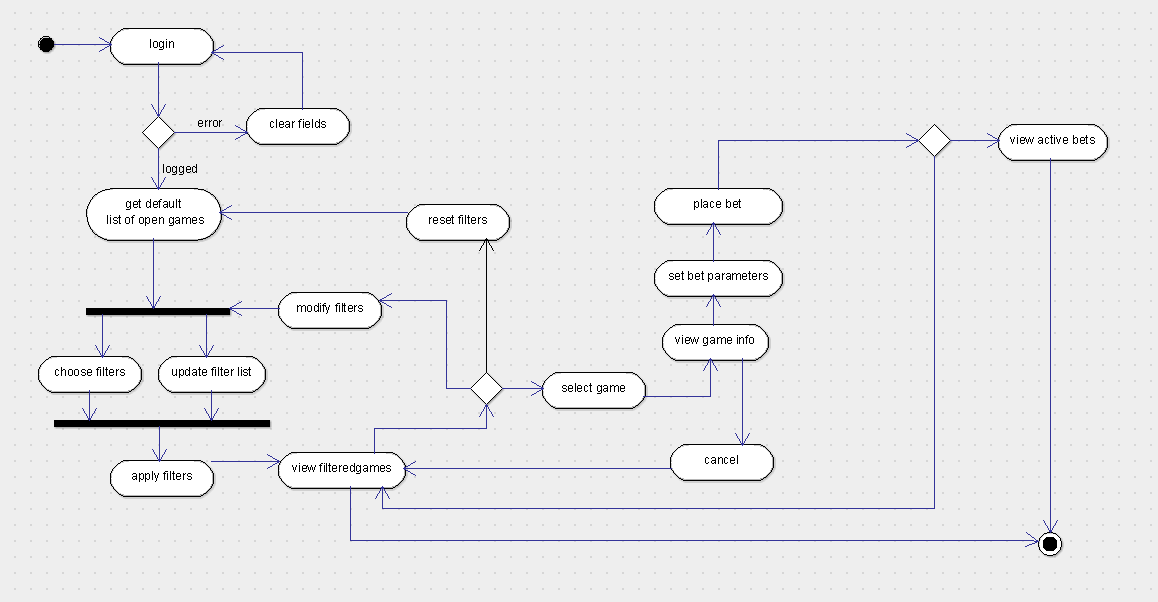 login
error
clear fields
logged
get default
list of open games
reset filters
modify filters
choose filters
update filter list
apply filters
view filteredgames
select game
view game info
set bet parameters
place bet
cancel
view active bets